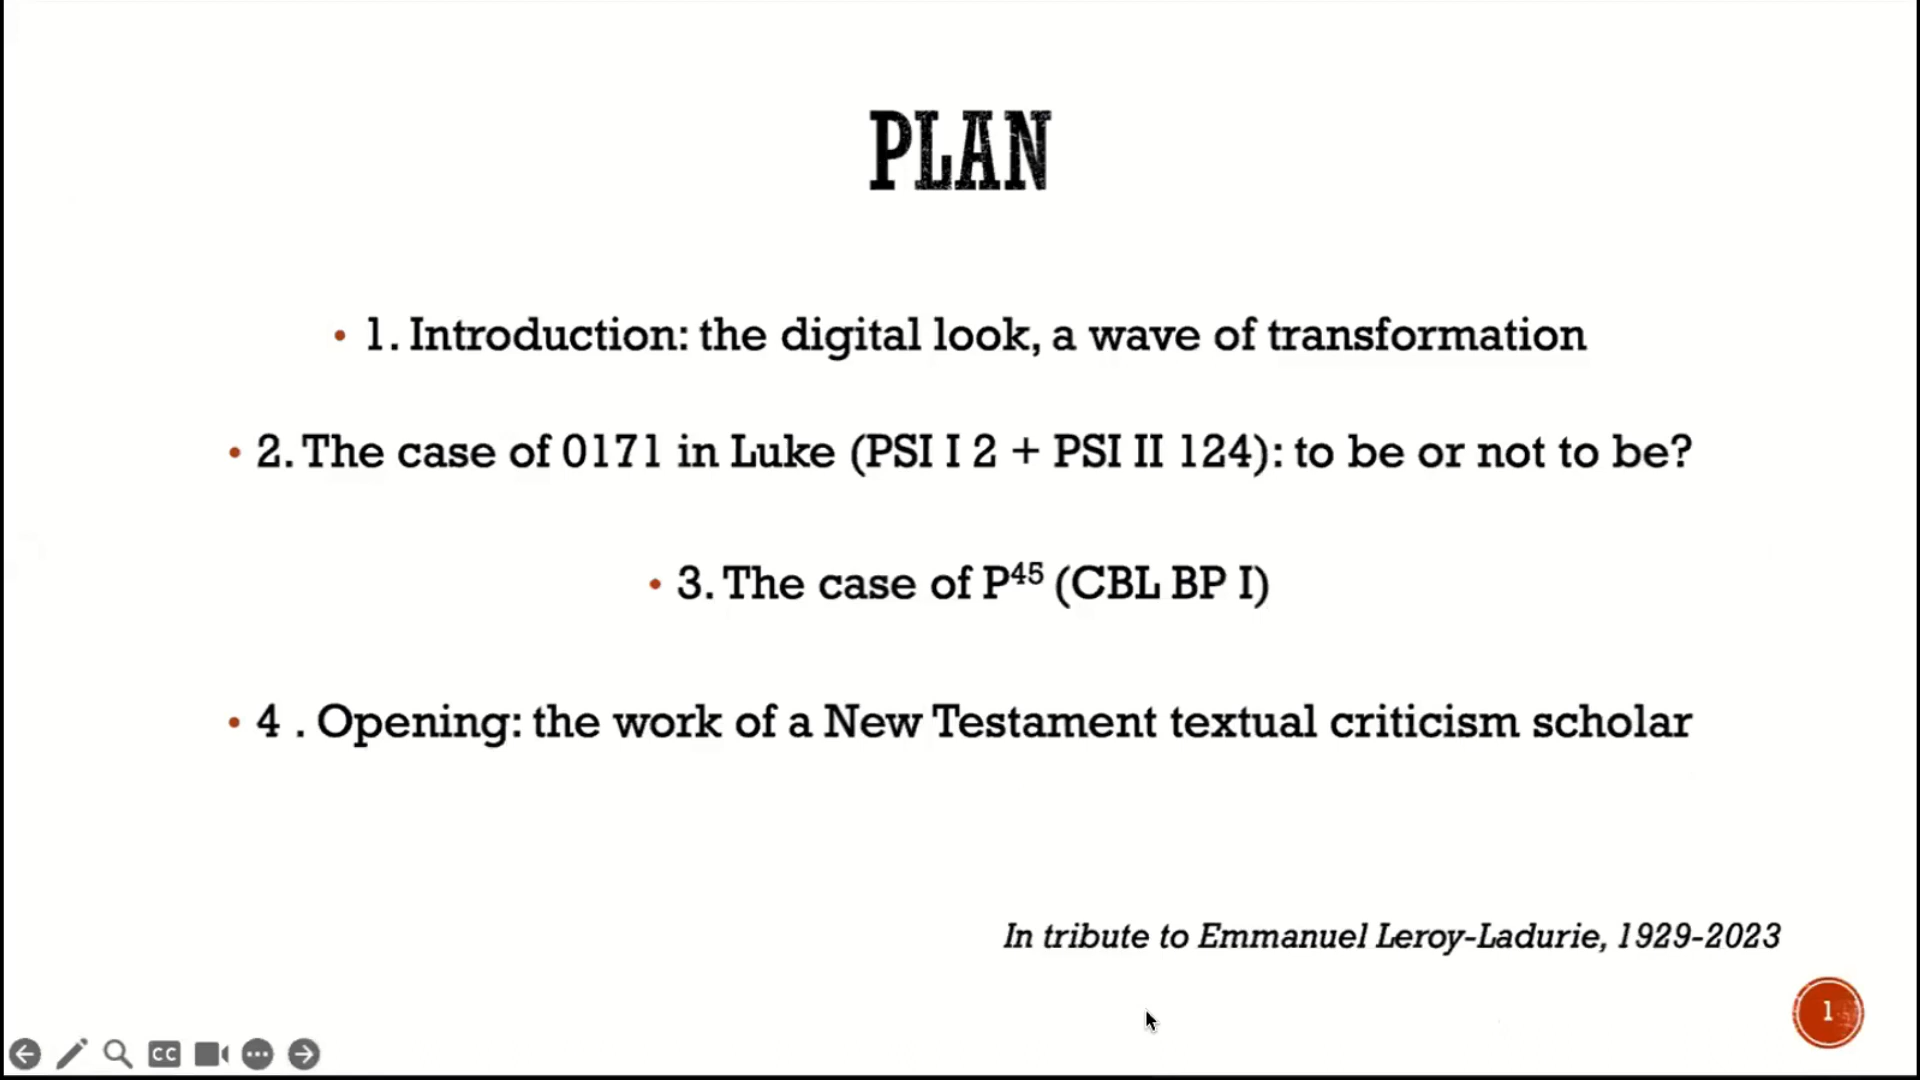 PLAN
• 1. Introduction: the digital look, a wave of transformation
• 2. The case of 0171 in Luke (PSI I 2 + PSI II 124): to be or not to be?
• 3. The case of P⁴⁵ (CBL BP I)
• 4 . Opening: the work of a New Testament textual criticism scholar
In tribute to Emmanuel Leroy-Ladurie, 1929-2023
1
CC